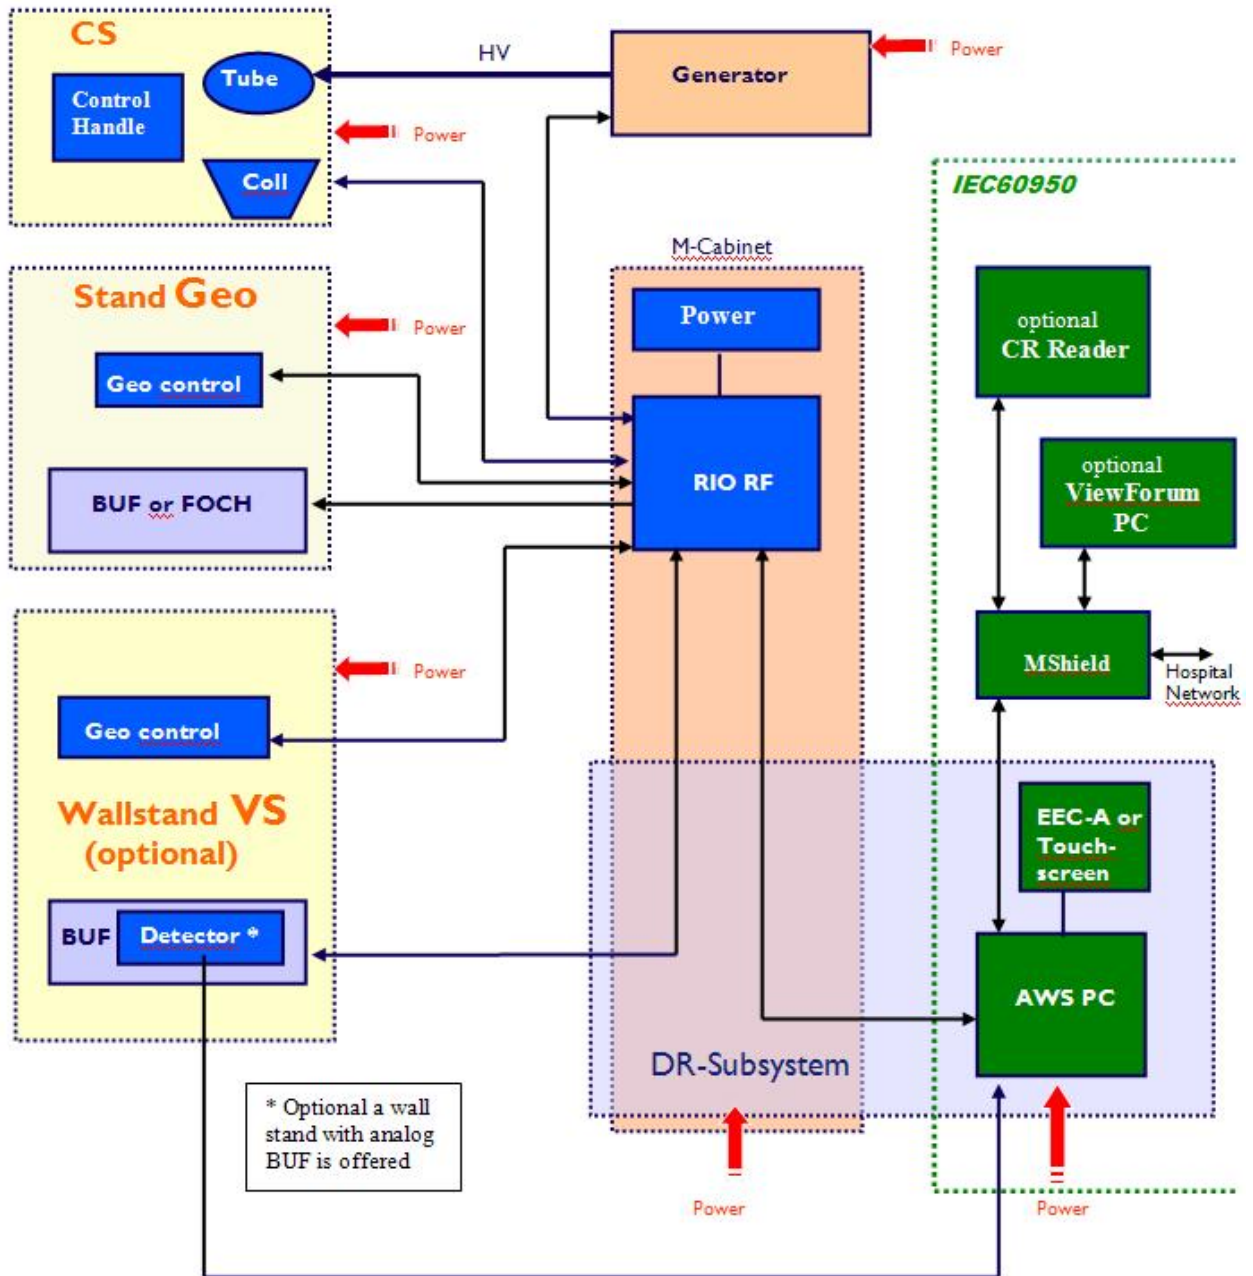 CS
Tube
Control
Handle
Coll
Power
HV
Generator
Power
IEC60950
M-Cabinet
Stand Geo
Power
Geo control
BUF or FOCH
Power
RIO RF
optional
CR Reader
optional
ViewForum
PC
MShield
Hospital
Network
Power
Geo control
Wallstand VS
(optional)
BUF
Detector *
EEC-A or
Touch-
screen
AWS PC
DR-Subsystem
* Optional a wall
stand with analog
BUF is offered
Power
Power